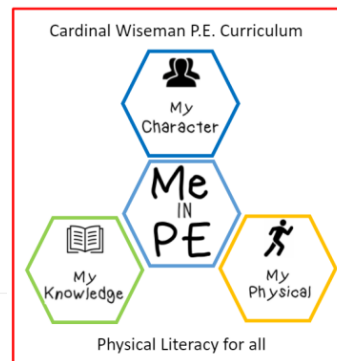 Cardinal Wiseman P.E. Curriculum
My
Character
Me
IN
PE
My
Knowledge
My
Physical
Physical Literacy for all